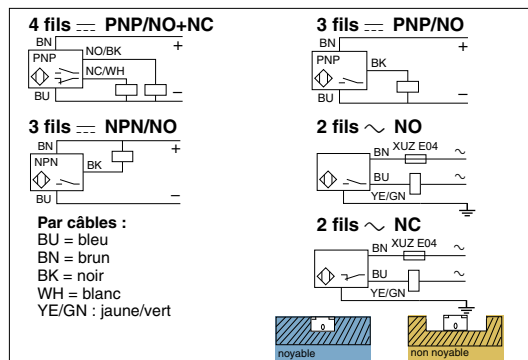 4 fils ⎓ PNP/NO+NC
BN
+
PNP
NO/BK
NC/WH
BU
–
3 fils ⎓ NPN/NO
BN
+
NPN
BK
BU
–
Par câbles :
BU = bleu
BN = brun
BK = noir
WH = blanc
YE/GN : jaune/vert
3 fils ⎓ PNP/NO
BN
+
PNP
BK
BU
–
2 fils ~ NO
BN XUZ E04 ~
BU ~
YE/GN
2 fils ~ NC
BN XUZ E04 ~
BU ~
YE/GN
noyable
non noyable